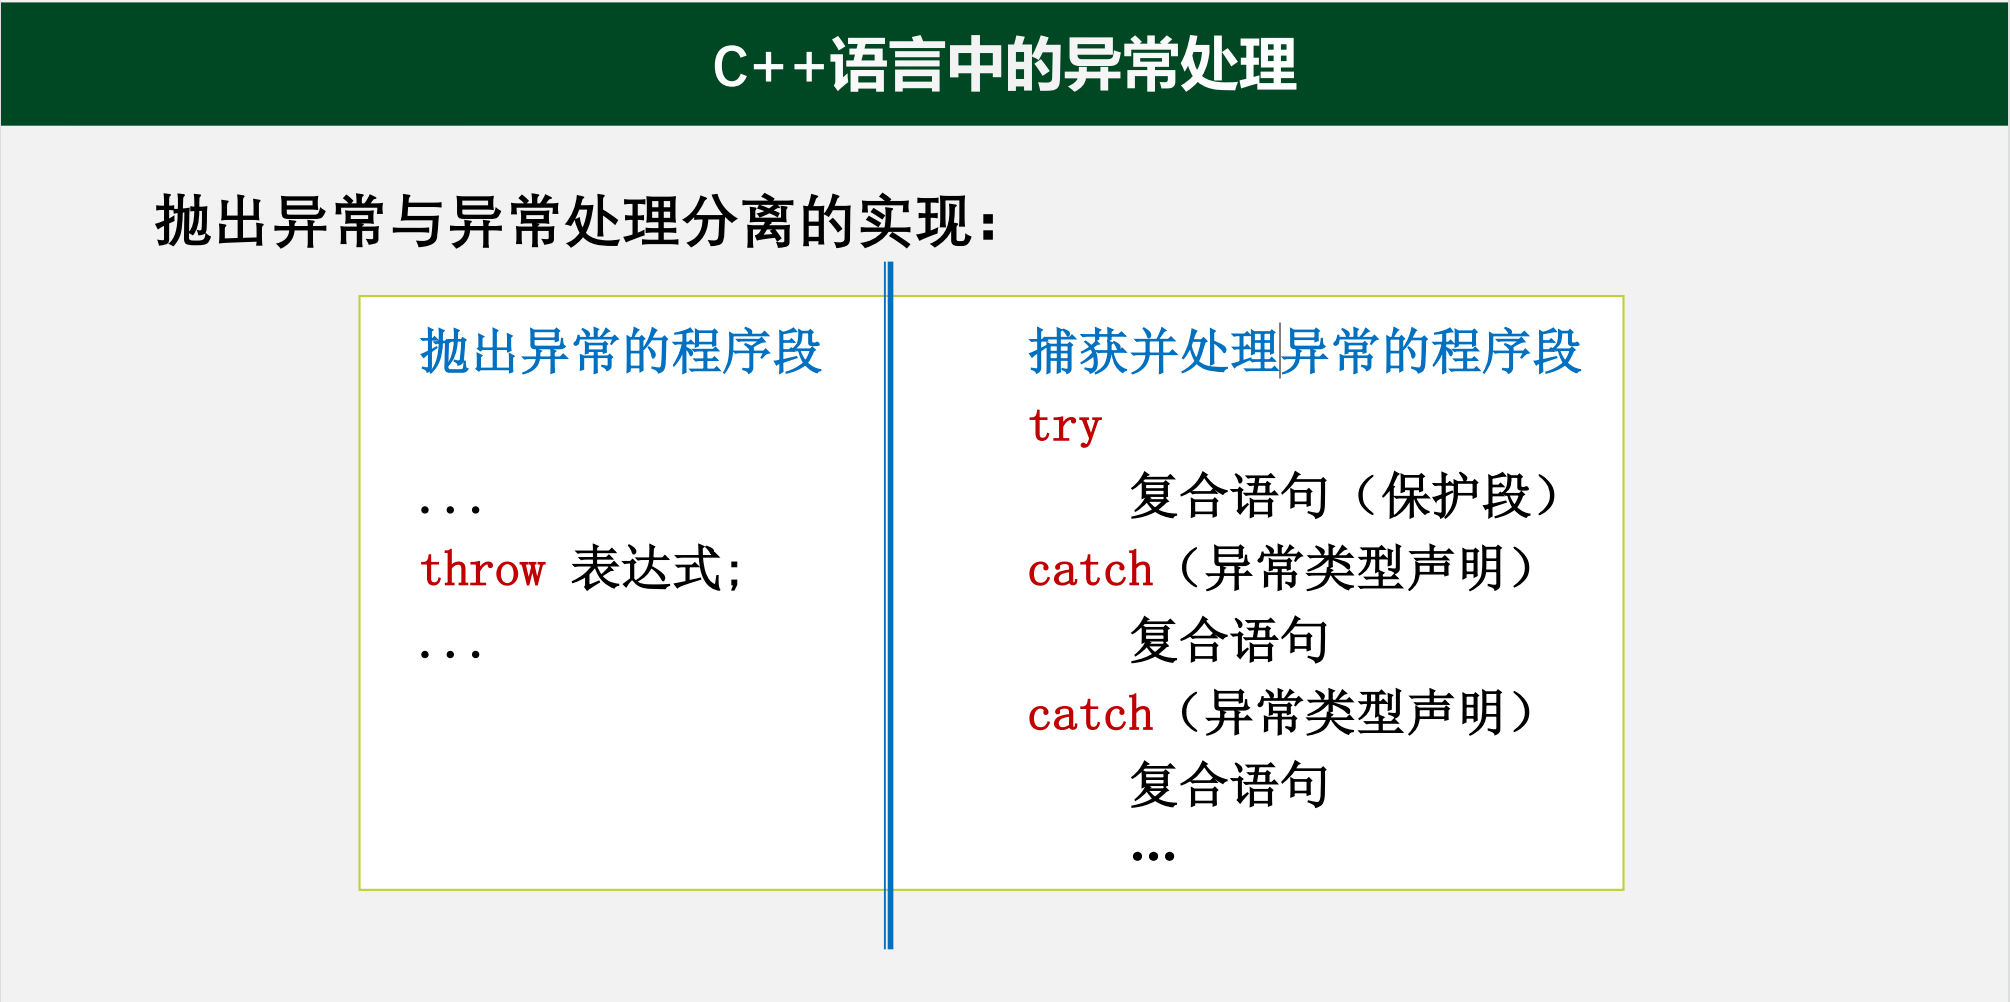 C++语言中的异常处理
抛出异常与异常处理分离的实现:
抛出异常的程序段
...
throw 表达式;
...
捕获并处理异常的程序段
try
复合语句（保护段）
catch（异常类型声明）
复合语句
catch（异常类型声明）
复合语句
…